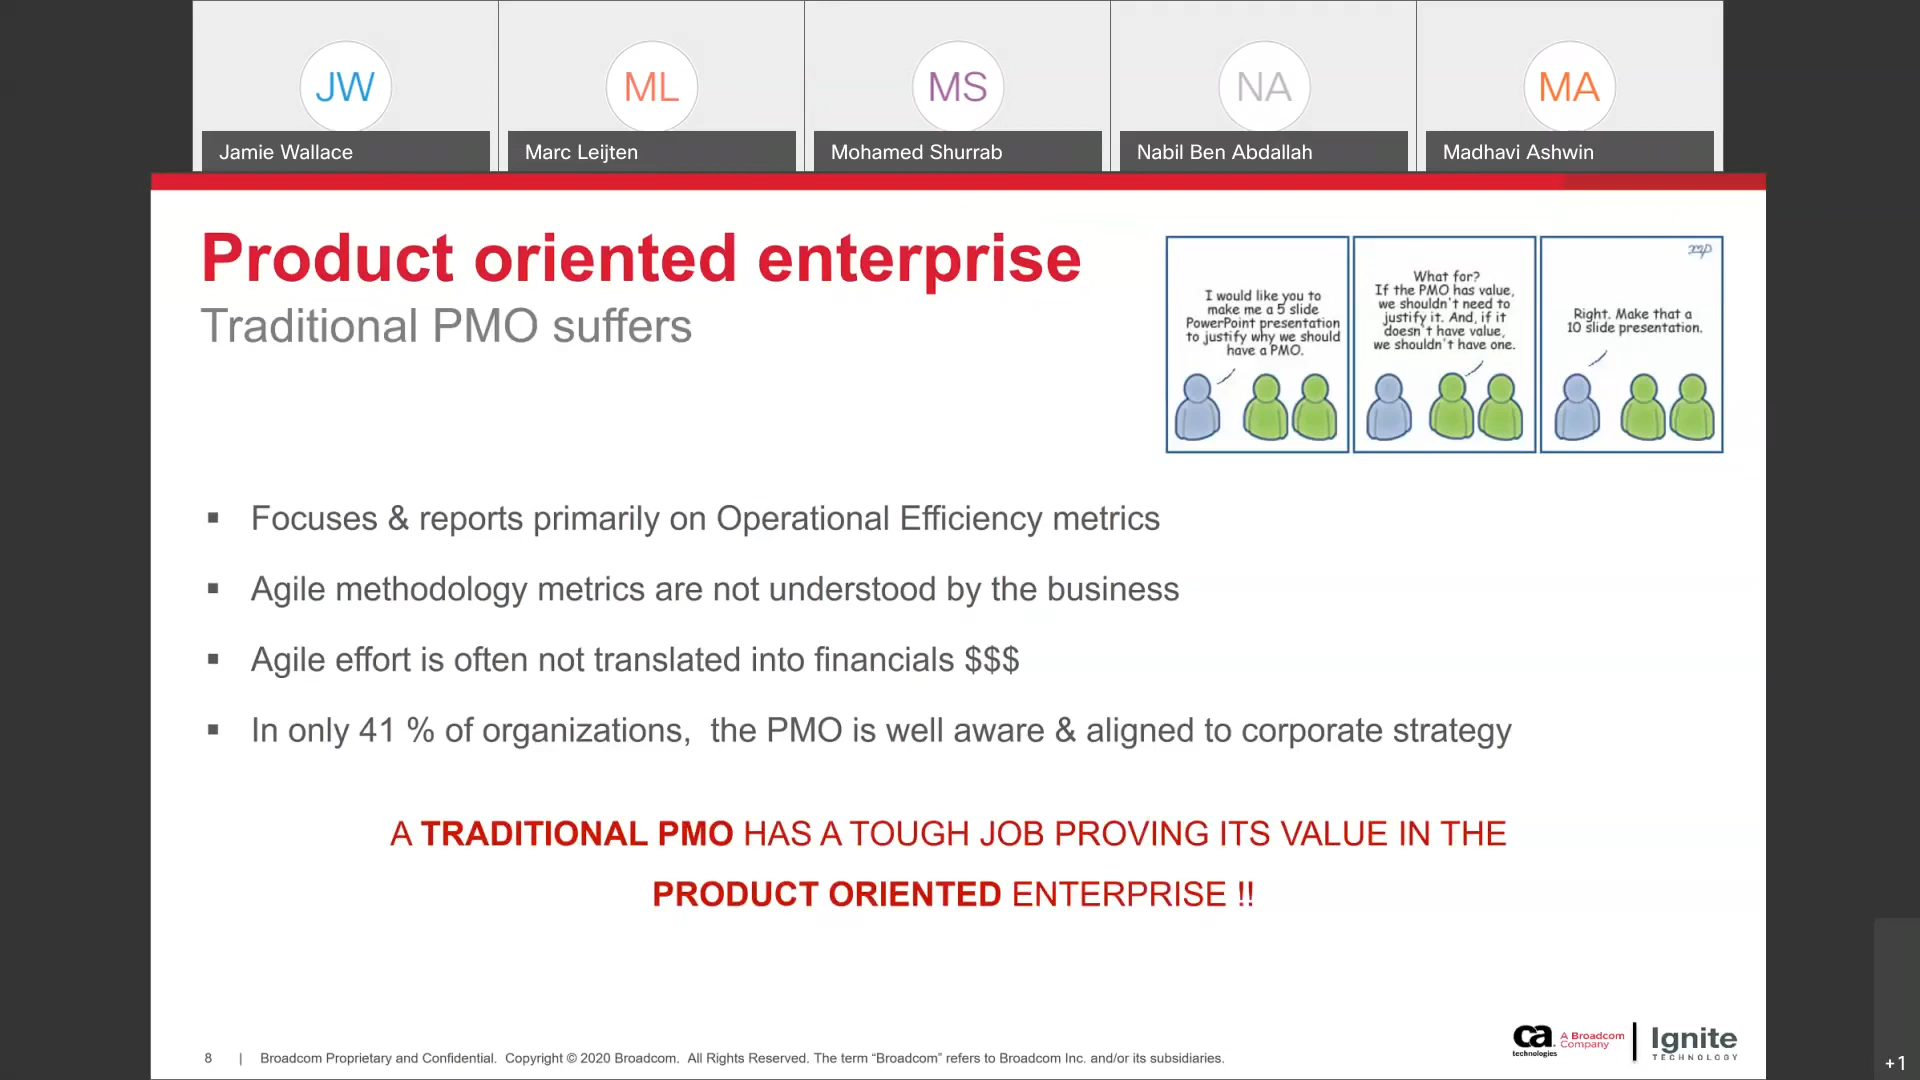 JW
ML
MS
NA
MA
Jamie Wallace
Marc Leijten
Mohamed Shurrab
Nabil Ben Abdallah
Madhavi Ashwin
Product oriented enterprise
Traditional PMO suffers
I would like you to
make me a 5 slide
PowerPoint presentation
to justify why we should
have a PMO.
What for?
If the PMO has value,
we shouldn't need to
justify it. And, if it
doesn't have value,
we shouldn't have one.
Right. Make that a
10 slide presentation.
▪ Focuses & reports primarily on Operational Efficiency metrics
▪ Agile methodology metrics are not understood by the business
▪ Agile effort is often not translated into financials $$$
▪ In only 41 % of organizations,  the PMO is well aware & aligned to corporate strategy
A TRADITIONAL PMO HAS A TOUGH JOB PROVING ITS VALUE IN THE
PRODUCT ORIENTED ENTERPRISE !!
8 | Broadcom Proprietary and Confidential.  Copyright © 2020 Broadcom.  All Rights Reserved. The term “Broadcom” refers to Broadcom Inc. and/or its subsidiaries.
ca
technologies
A Broadcom
Company
Ignite
TECHNOLOGY
+1